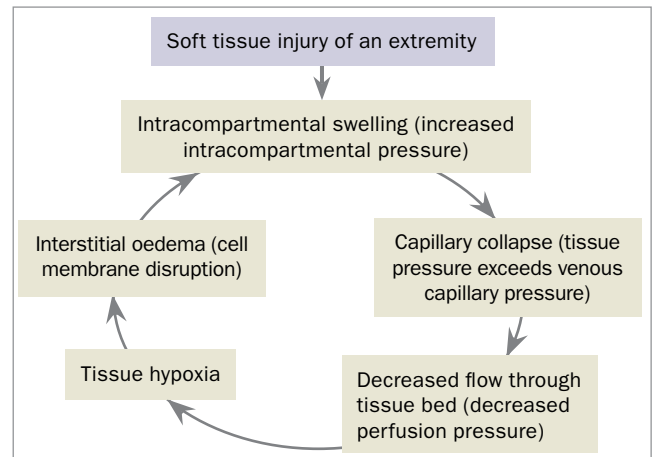 Soft tissue injury of an extremity
Intracompartmental swelling (increased
intracompartmental pressure)
Capillary collapse (tissue
pressure exceeds venous
capillary pressure)
Decreased flow through
tissue bed (decreased
perfusion pressure)
Tissue hypoxia
Interstitial oedema (cell
membrane disruption)